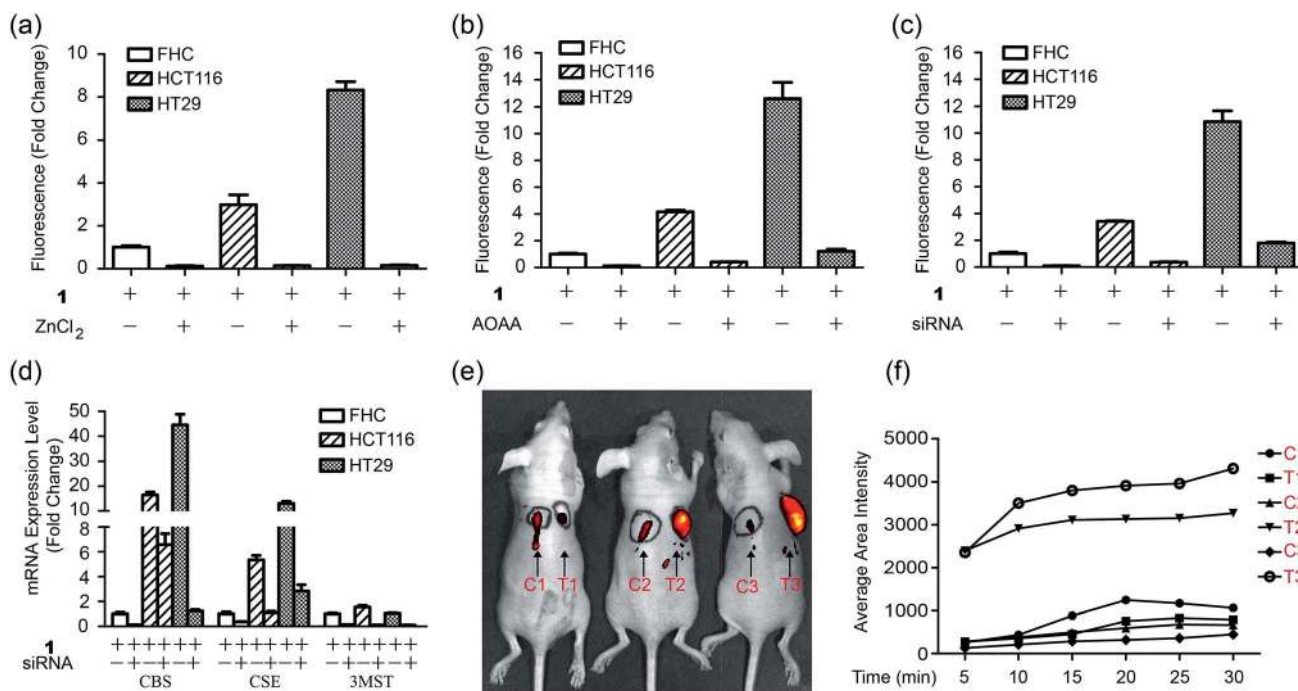 (a)
FHC
HCT116
HT29
Fluorescence (Fold Change)
10
8
6
4
2
0
1 + + + + + +
ZnCl2 − + − + − +
(b)
FHC
HCT116
HT29
Fluorescence (Fold Change)
16
14
12
10
8
6
4
2
0
1 + + + + + +
AOAA − + − + − +
(c)
FHC
HCT116
HT29
Fluorescence (Fold Change)
16
14
12
10
8
6
4
2
0
1 + + + + + +
siRNA − + − + − +
(d)
FHC
HCT116
HT29
mRNA Expression Level
(Fold Change)
50
40
30
20
10
8
6
4
2
0
1 ++++++ ++++++ ++++++
siRNA −+−+−+ −+−+−+ −+−+−+
CBS CSE 3MST
(e)
C1 T1 C2 T2 C3 T3
(f)
Average Area Intensity
5000
4000
3000
2000
1000
0
Time (min) 5 10 15 20 25 30
T2
T3